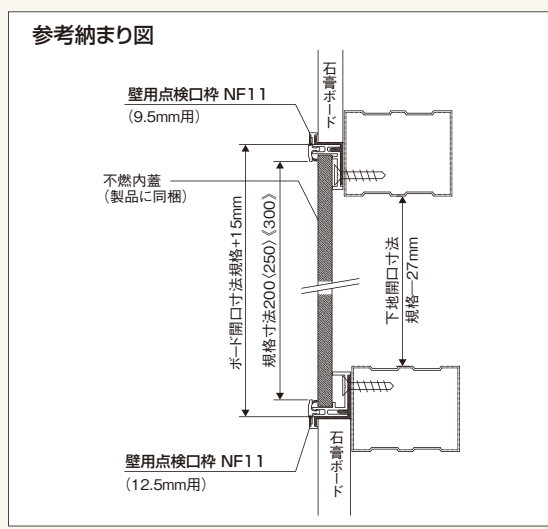 参考納まり図
石膏ボード
壁用点検口枠 NF11
(9.5mm用)
不燃内蓋
(製品に同梱)
ボード開口寸法規格+15mm
規格寸法200〈250〉〈300〉
下地開口寸法
規格−27mm
壁用点検口枠 NF11
(12.5mm用)
石膏ボード